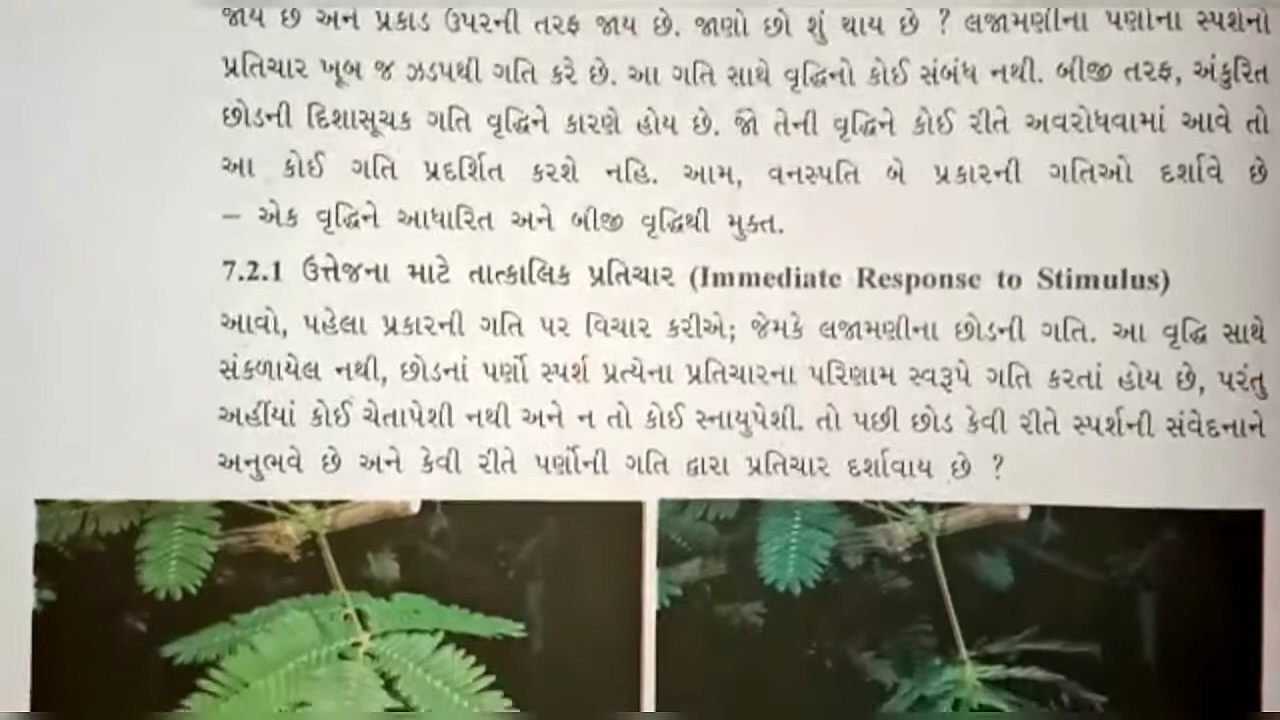 જાય છે અને પ્રકાંડ ઉપરની તરફ જાય છે. જાણો છો શું થાય છે ? લજામણીના પર્ણોના સ્પર્શનો
પ્રતિચાર ખૂબ જ ઝડપથી ગતિ કરે છે. આ ગતિ સાથે વૃદ્ધિનો કોઈ સંબંધ નથી. બીજી તરફ, અંકુરિત
છોડની દિશાસૂચક ગતિ વૃદ્ધિને કારણે હોય છે. જો તેની વૃદ્ધિને કોઈ રીતે અવરોધવામાં આવે તો
આ કોઈ ગતિ પ્રદર્શિત કરશે નહિ. આમ, વનસ્પતિ બે પ્રકારની ગતિઓ દર્શાવે છે
– એક વૃદ્ધિને આધારિત અને બીજી વૃદ્ધિથી મુક્ત.
7.2.1 ઉત્તેજના માટે તાત્કાલિક પ્રતિચાર (Immediate Response to Stimulus)
આવો, પહેલા પ્રકારની ગતિ પર વિચાર કરીએ; જેમકે લજામણીના છોડની ગતિ. આ વૃદ્ધિ સાથે
સંકળાયેલ નથી, છોડનાં પર્ણો સ્પર્શ પ્રત્યેના પ્રતિચારના પરિણામ સ્વરૂપે ગતિ કરતાં હોય છે, પરંતુ
અહીંયાં કોઈ ચેતાપેશી નથી અને ન તો કોઈ સ્નાયુપેશી. તો પછી છોડ કેવી રીતે સ્પર્શની સંવેદનાને
અનુભવે છે અને કેવી રીતે પર્ણોની ગતિ દ્વારા પ્રતિચાર દર્શાવાય છે ?